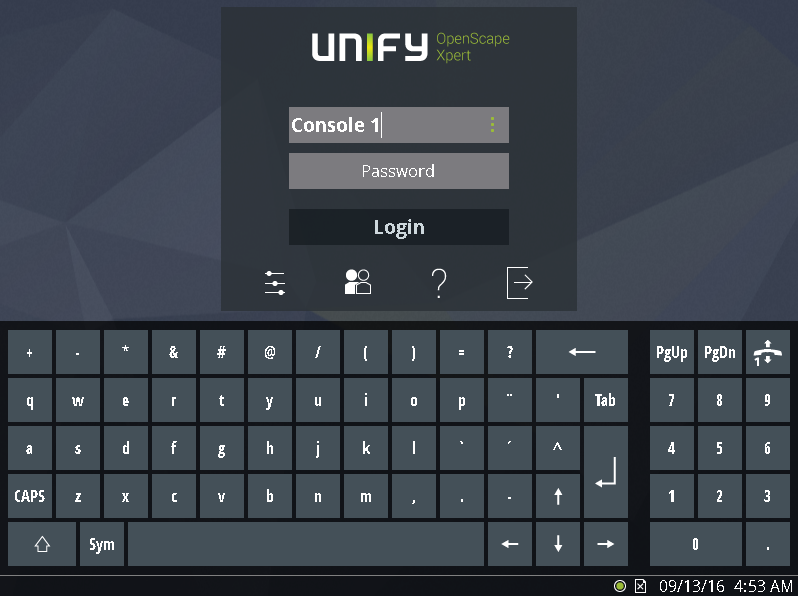 UNIFY OpenScape
Xpert
Console 1
Password
Login
?
+ - * & # @ / ( ) = ? ← PgUp PgDn 1
q w e r t y u i o p ¨ ' Tab 7 8 9
a s d f g h j k l ` ´ ^ 4 5 6
CAPS z x c v b n m , . - ↑ 1 2 3
Sym ← ↓ → 0 .
09/13/16 4:53 AM